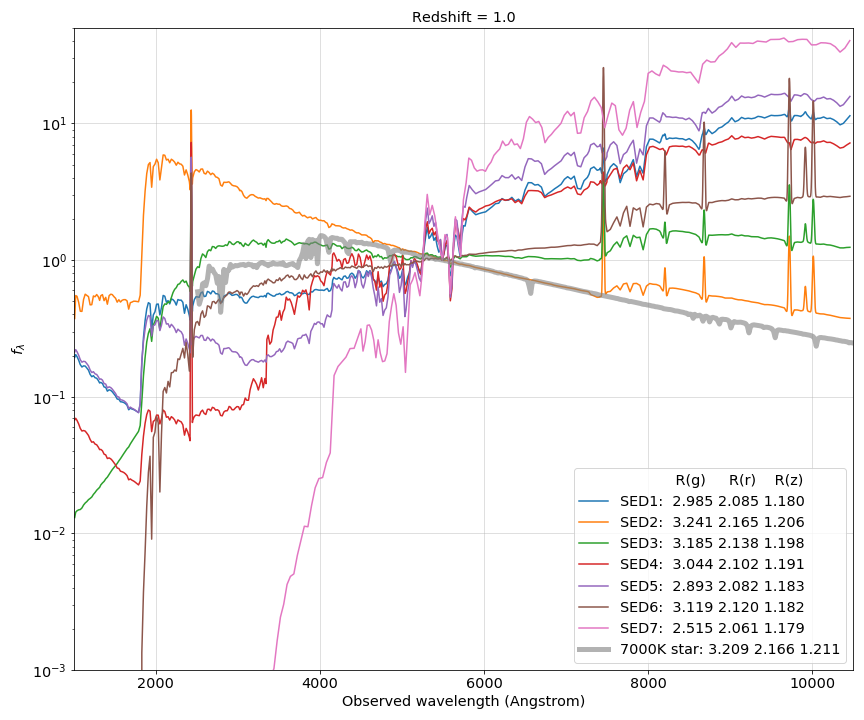 Redshift = 1.0
10¹
10⁰
10⁻¹
10⁻²
10⁻³
f_λ
R(g) R(r) R(z)
SED1: 2.985 2.085 1.180
SED2: 3.241 2.165 1.206
SED3: 3.185 2.138 1.198
SED4: 3.044 2.102 1.191
SED5: 2.893 2.082 1.183
SED6: 3.119 2.120 1.182
SED7: 2.515 2.061 1.179
7000K star: 3.209 2.166 1.211
2000 4000 6000 8000 10000
Observed wavelength (Angstrom)